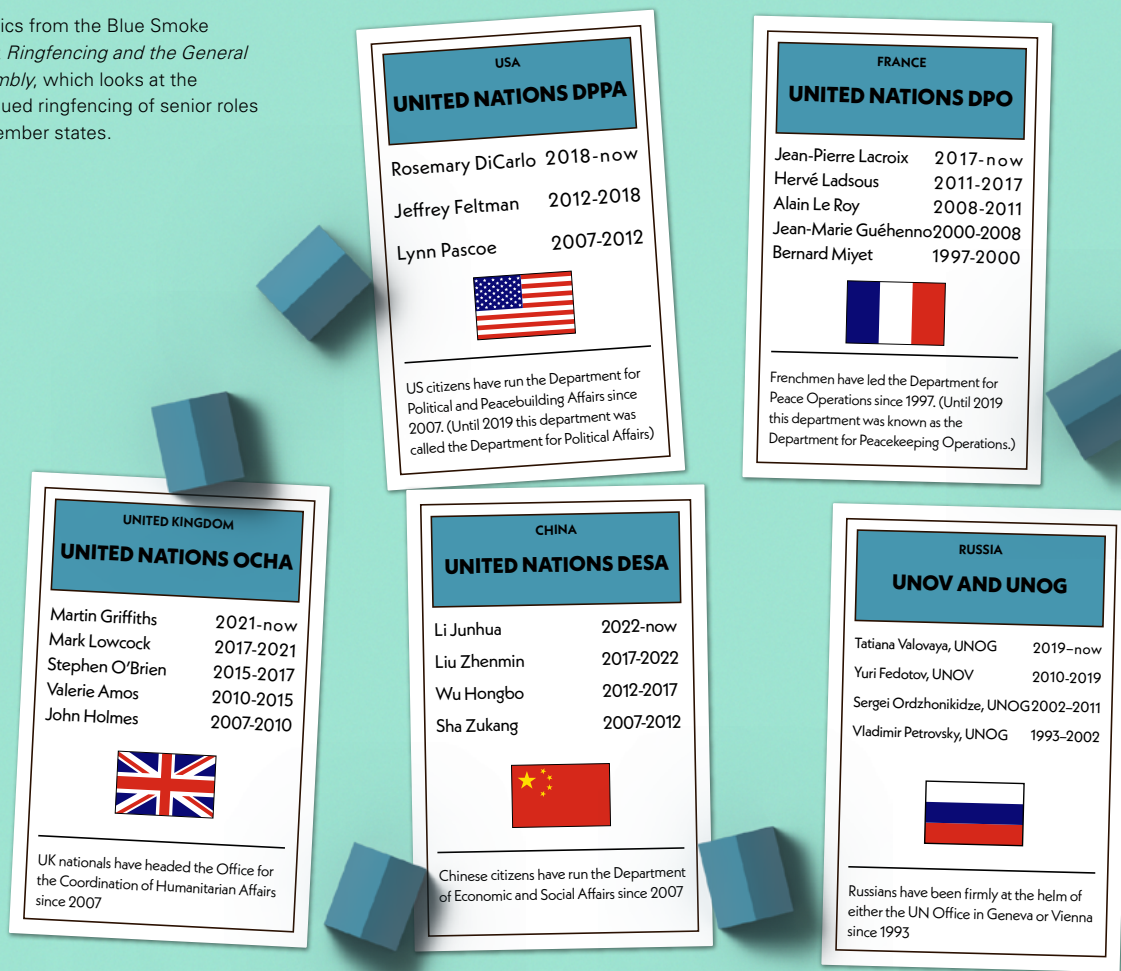 Ringfencing and the General
which looks at the
ringfencing of senior roles
states.
USA
UNITED NATIONS DPPA
Rosemary DiCarlo 2018-now
Jeffrey Feltman 2012-2018
Lynn Pascoe 2007-2012
US citizens have run the Department for
Political and Peacebuilding Affairs since
2007. (Until 2019 this department was
called the Department for Political Affairs)
FRANCE
UNITED NATIONS DPO
Jean-Pierre Lacroix 2017-now
Hervé Ladsous 2011-2017
Alain Le Roy 2008-2011
Jean-Marie Guéhenno 2000-2008
Bernard Miyet 1997-2000
Frenchmen have led the Department for
Peace Operations since 1997. (Until 2019
this department was known as the
Department for Peacekeeping Operations.)
UNITED KINGDOM
UNITED NATIONS OCHA
Martin Griffiths 2021-now
Mark Lowcock 2017-2021
Stephen O'Brien 2015-2017
Valerie Amos 2010-2015
John Holmes 2007-2010
UK nationals have headed the Office for
the Coordination of Humanitarian Affairs
since 2007
CHINA
UNITED NATIONS DESA
Li Junhua 2022-now
Liu Zhenmin 2017-2022
Wu Hongbo 2012-2017
Sha Zukang 2007-2012
Chinese citizens have run the Department
of Economic and Social Affairs since 2007
RUSSIA
UNOV AND UNOG
Tatiana Valovaya, UNOG 2019–now
Yuri Fedotov, UNOV 2010-2019
Sergei Ordzhonikidze, UNOG 2002–2011
Vladimir Petrovsky, UNOG 1993–2002
Russians have been firmly at the helm of
either the UN Office in Geneva or Vienna
since 1993